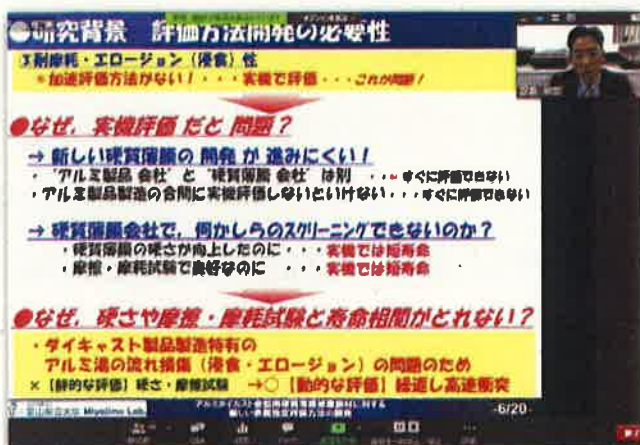 ●研究背景 評価方法開発の必要性
③耐摩耗・エロージョン（浸食）性
加速評価方法がない！・・・実機で評価・・・これが問題！
●なぜ、実機評価 だと 問題？
→ 新しい硬質薄膜の 開発 が 進みにくい！
・‘アルミ製品 会社’と‘硬質薄膜 会社’は別 ・・～すぐに評価できない
・アルミ製品製造の合間に実機評価しないといけない・・・すぐに評価できない
→ 硬質薄膜会社で、何かしらのスクリーニングできないのか？
・硬質薄膜の硬さが向上したのに・・・実機では短寿命
・摩擦・摩耗試験で良好なのに ・・・実機では短寿命
●なぜ、硬さや摩擦・摩耗試験と寿命相関がとれない？
・ダイキャスト製品製造特有の
アルミ湯の流れ損傷（浸食・エロージョン）の問題のため
×【静的な評価】硬さ・摩擦試験 →○【動的な評価】繰返し高速衝突
富山県立大学 Miyajima Lab.
-6/20-